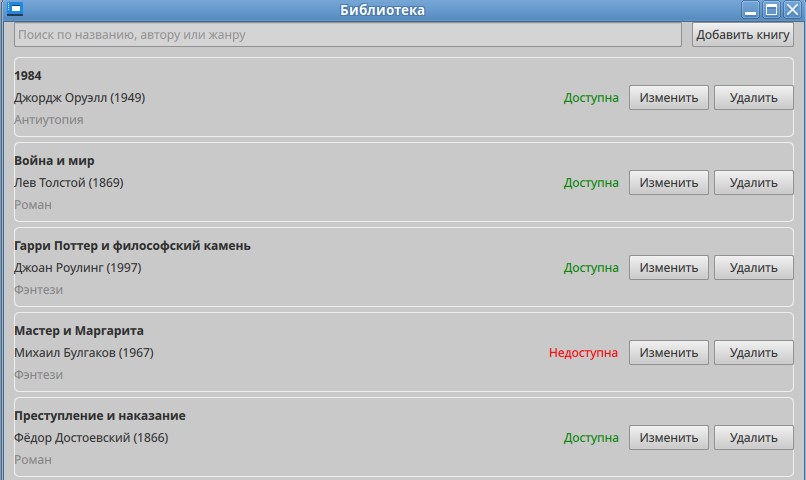 Библиотека
Поиск по названию, автору или жанру
Добавить книгу
1984
Джордж Оруэлл (1949)
Доступна
Изменить
Удалить
Антиутопия
Война и мир
Лев Толстой (1869)
Доступна
Изменить
Удалить
Роман
Гарри Поттер и философский камень
Джоан Роулинг (1997)
Доступна
Изменить
Удалить
Фэнтези
Мастер и Маргарита
Михаил Булгаков (1967)
Недоступна
Изменить
Удалить
Фэнтези
Преступление и наказание
Фёдор Достоевский (1866)
Доступна
Изменить
Удалить
Роман